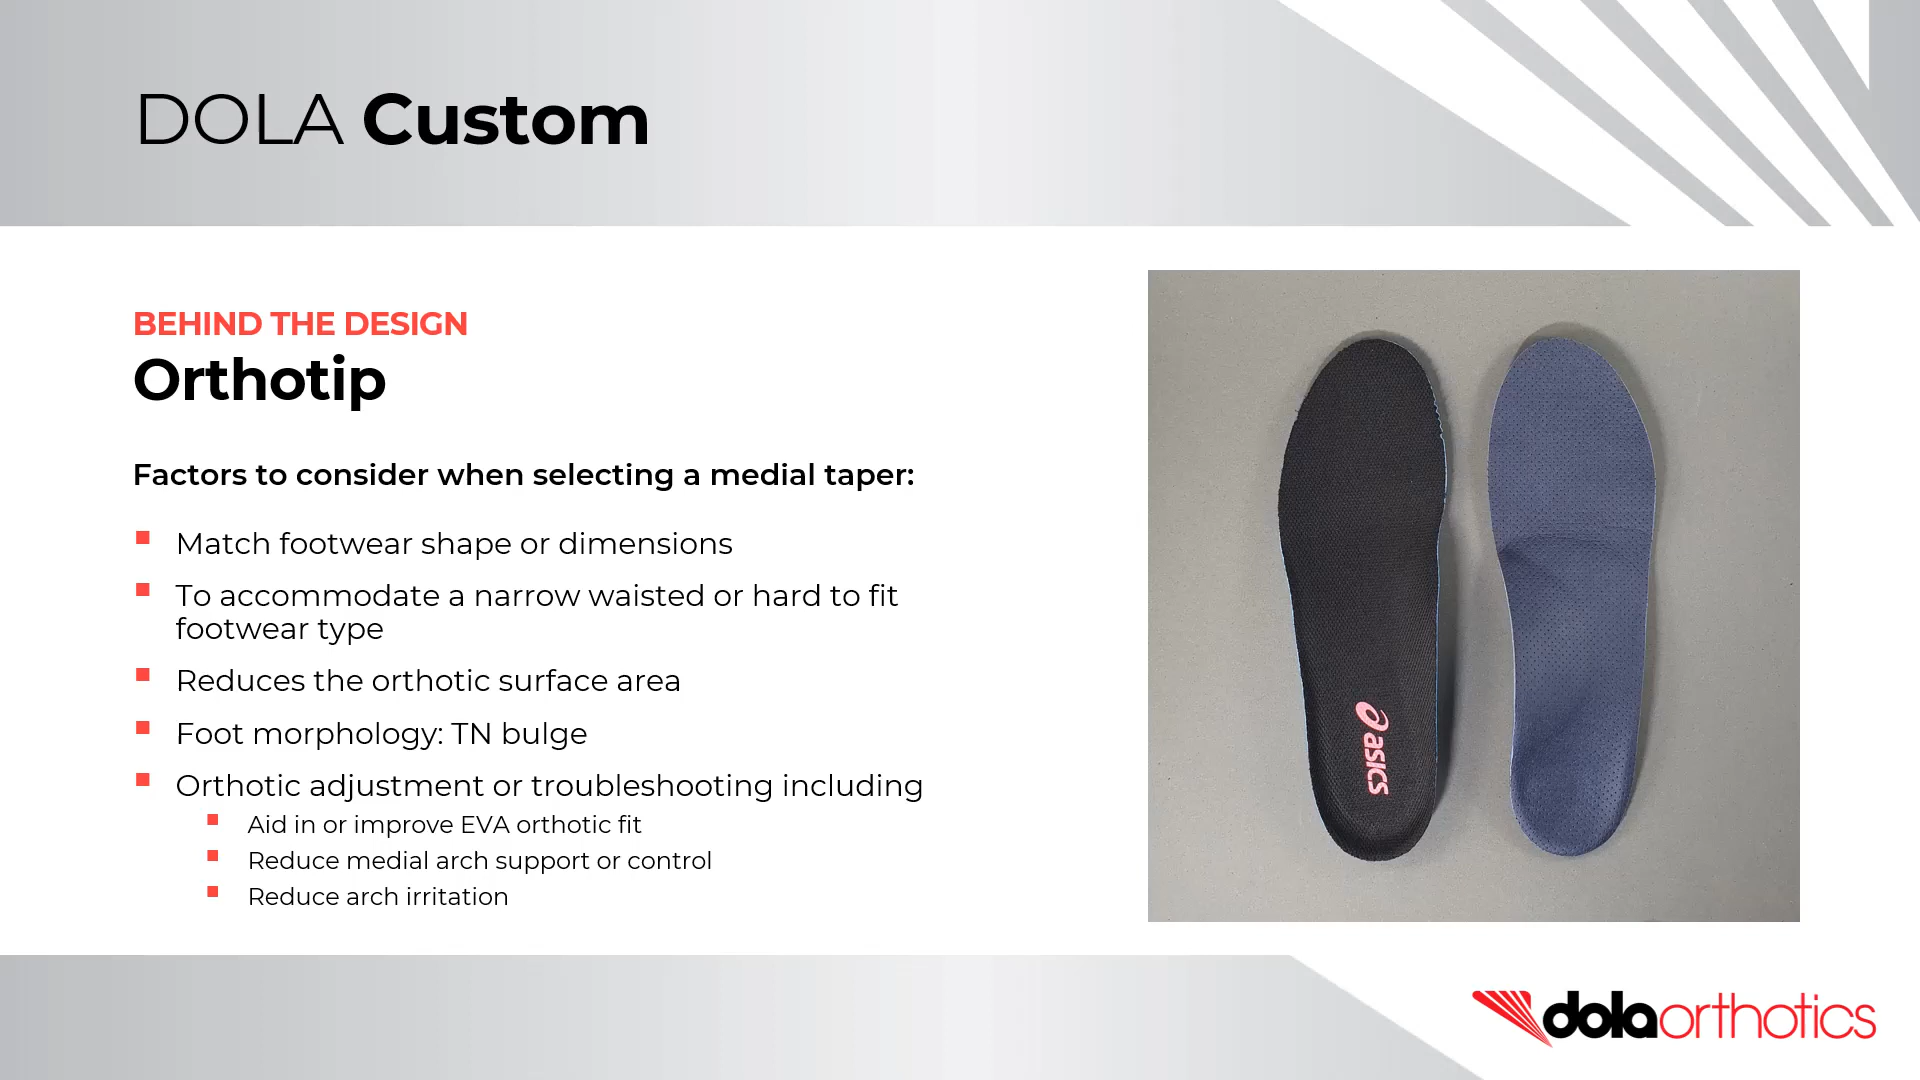 DOLA Custom
BEHIND THE DESIGN
Orthotip
Factors to consider when selecting a medial taper:
Match footwear shape or dimensions
To accommodate a narrow waisted or hard to fit
footwear type
Reduces the orthotic surface area
Foot morphology: TN bulge
Orthotic adjustment or troubleshooting including
Aid in or improve EVA orthotic fit
Reduce medial arch support or control
Reduce arch irritation
asics
dolaorthotics